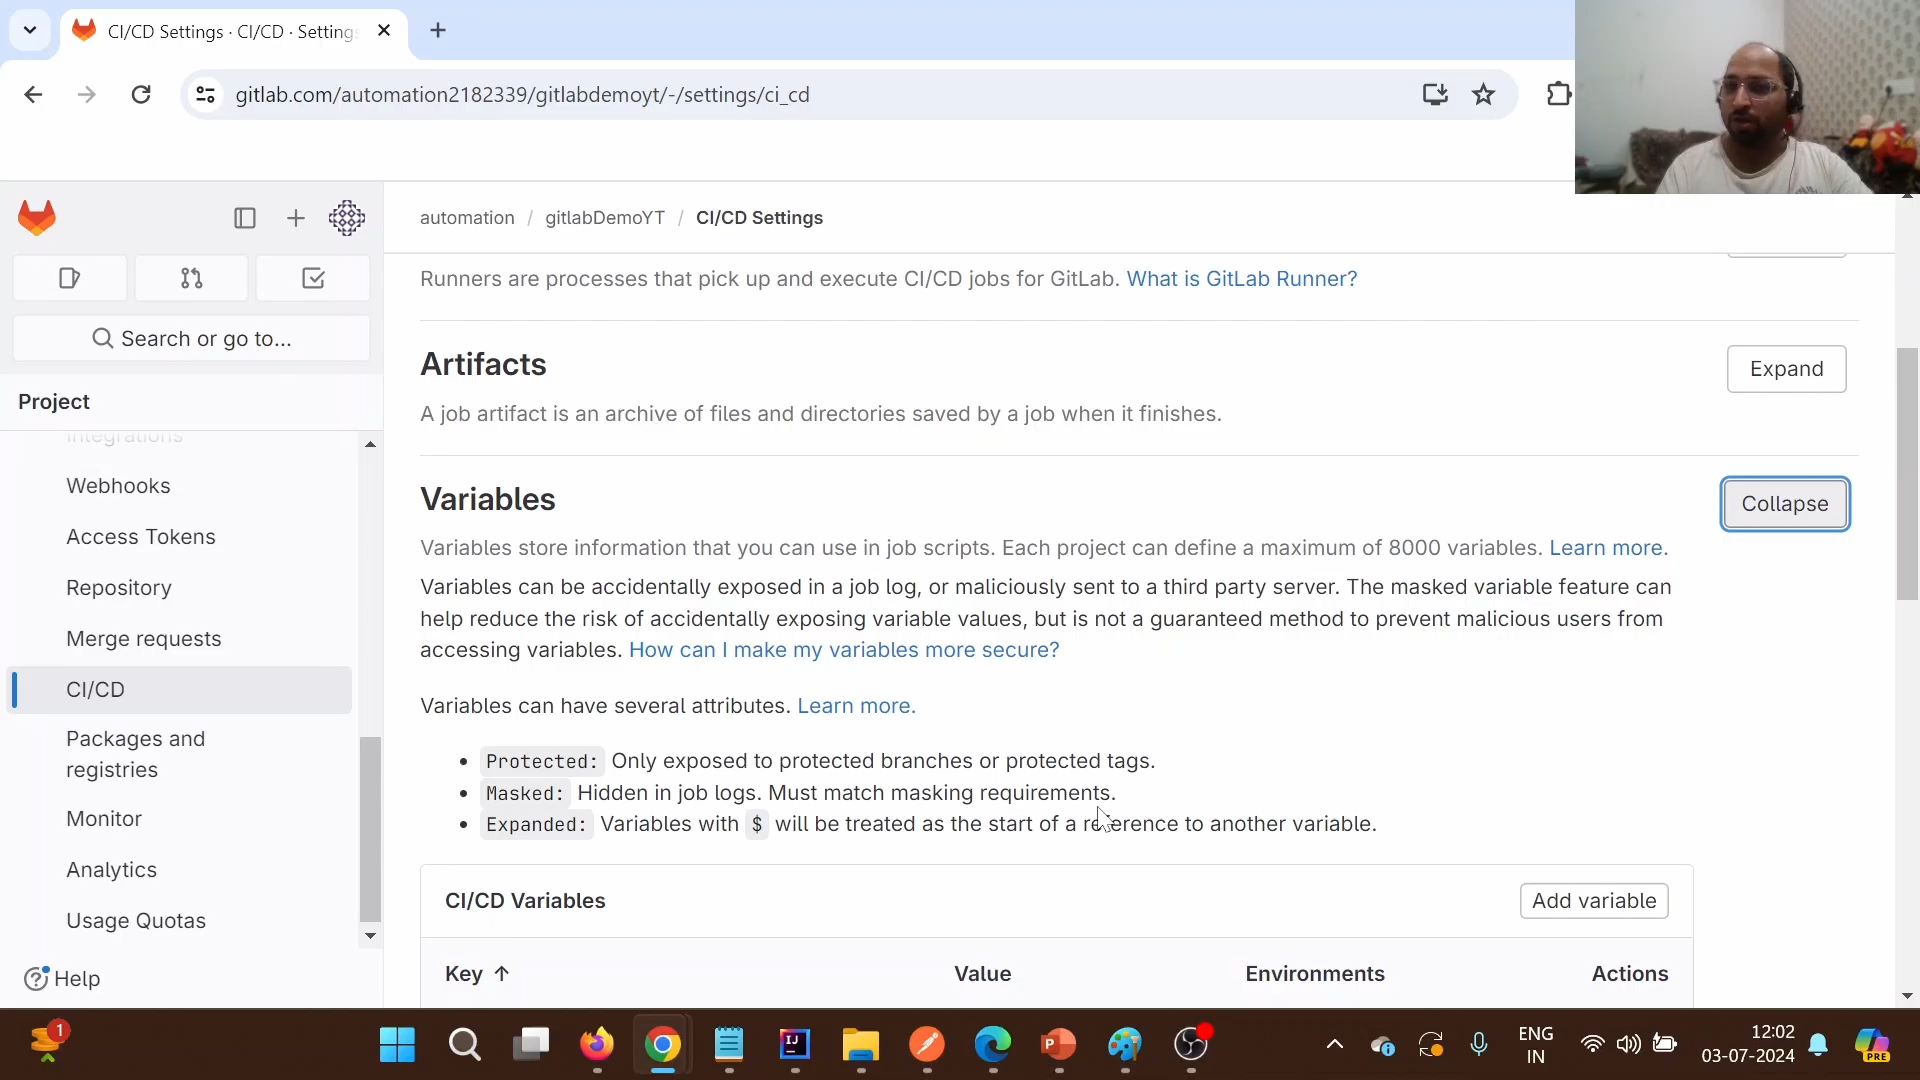 CI/CD Settings · CI/CD · Setting
gitlab.com/automation2182339/gitlabdemoyt/-/settings/ci_cd
automation / gitlabDemoYT / CI/CD Settings
Search or go to...
Project
Integrations
Webhooks
Access Tokens
Repository
Merge requests
CI/CD
Packages and
registries
Monitor
Analytics
Usage Quotas
Help
Runners are processes that pick up and execute CI/CD jobs for GitLab. What is GitLab Runner?
Artifacts
Expand
A job artifact is an archive of files and directories saved by a job when it finishes.
Variables
Collapse
Variables store information that you can use in job scripts. Each project can define a maximum of 8000 variables. Learn more.
Variables can be accidentally exposed in a job log, or maliciously sent to a third party server. The masked variable feature can
help reduce the risk of accidentally exposing variable values, but is not a guaranteed method to prevent malicious users from
accessing variables. How can I make my variables more secure?
Variables can have several attributes. Learn more.
• Protected: Only exposed to protected branches or protected tags.
• Masked: Hidden in job logs. Must match masking requirements.
• Expanded: Variables with $ will be treated as the start of a reference to another variable.
CI/CD Variables
Add variable
Key ↑ Value Environments Actions
1
IJ
P
ENG
IN
12:02
03-07-2024
PRE